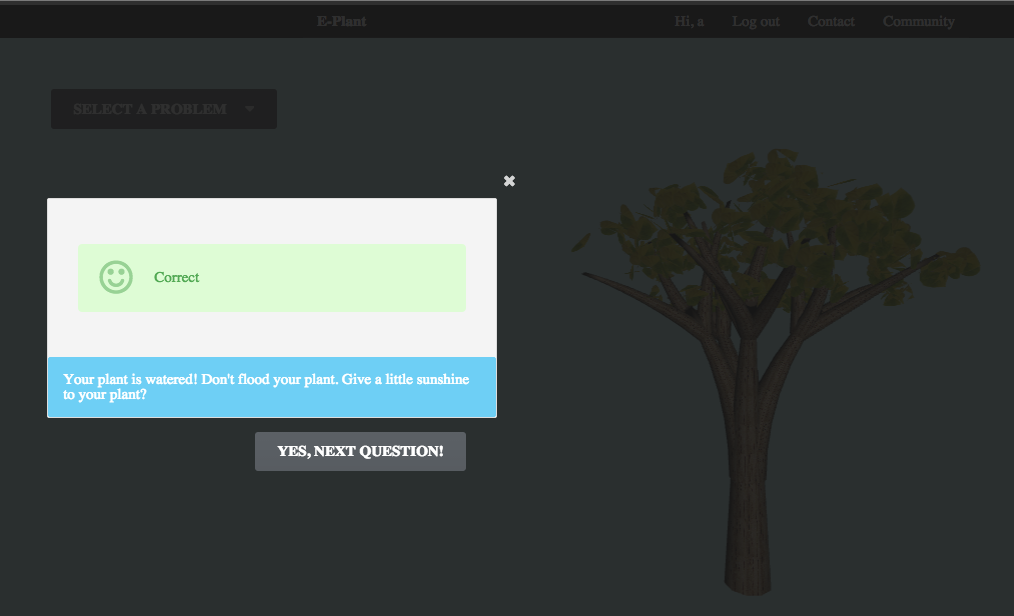 E-Plant
Hi, a
Log out
Contact
Community
SELECT A PROBLEM
Correct
Your plant is watered! Don't flood your plant. Give a little sunshine
to your plant?
YES, NEXT QUESTION!